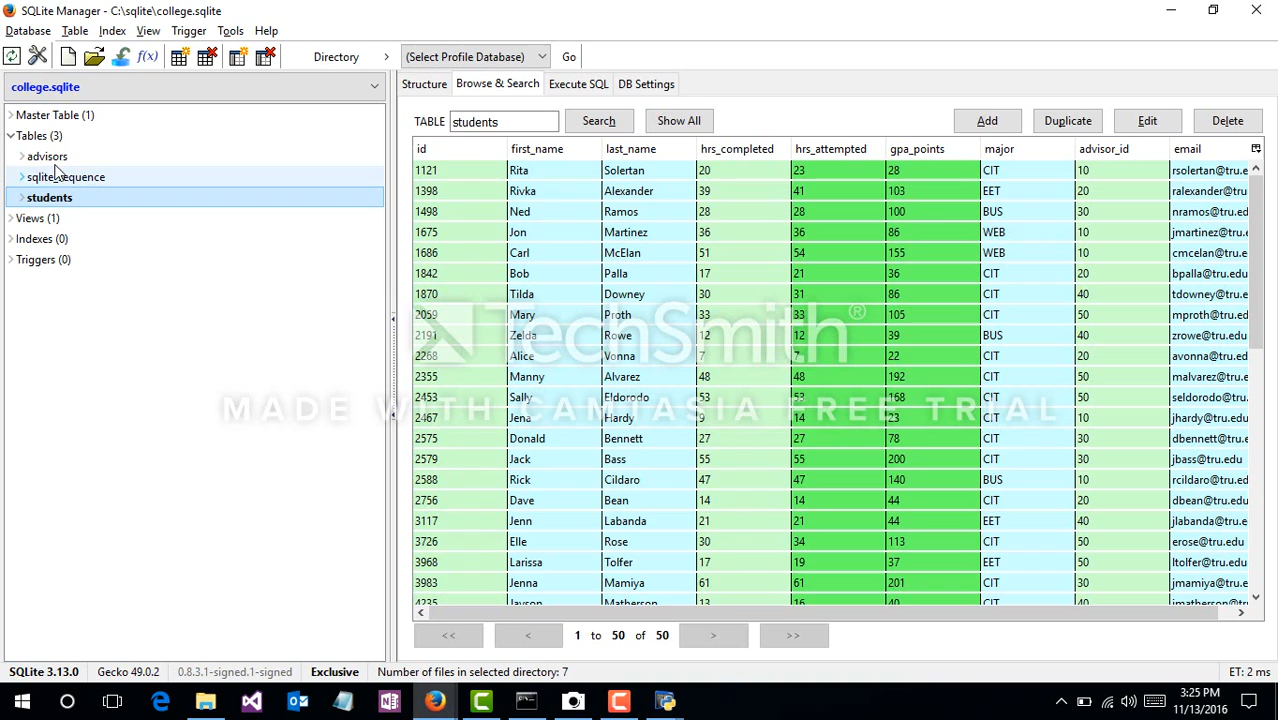 SQLite Manager - C:\sqlite\college.sqlite
Database Table Index View Trigger Tools Help
f(x) Directory (Select Profile Database) Go
college.sqlite
Structure Browse & Search Execute SQL DB Settings
Master Table (1)
Tables (3)
advisors
sqlite_sequence
students
Views (1)
Indexes (0)
Triggers (0)
TABLE students Search Show All Add Duplicate Edit Delete
id first_name last_name hrs_completed hrs_attempted gpa_points major advisor_id email
1121 Rita Solertan 20 23 28 CIT 10 rsolertan@tru.e
1398 Rivka Alexander 39 41 103 EET 20 ralexander@tru.e
1498 Ned Ramos 28 28 100 BUS 30 nramos@tru.ed
1675 Jon Martinez 36 36 86 WEB 10 jmartinez@tru.e
1686 Carl McElan 51 54 155 WEB 10 cmcelan@tru.ed
1842 Bob Palla 17 21 36 CIT 20 bpalla@tru.edu
1870 Tilda Downey 30 31 86 CIT 40 tdowney@tru.ed
2059 Mary Proth 33 33 105 CIT 50 mproth@tru.edu
2191 Zelda Rowe 12 12 39 BUS 40 zrowe@tru.edu
2268 Alice Vonna 7 7 22 CIT 20 avonna@tru.edu
2355 Manny Alvarez 48 48 192 CIT 50 malvarez@tru.ed
2453 Sally Eldorodo 53 53 168 CIT 50 seldorodo@tru.e
2467 Jena Hardy 9 14 23 CIT 10 jhardy@tru.edu
2575 Donald Bennett 27 27 78 CIT 30 dbennett@tru.ed
2579 Jack Bass 55 55 200 CIT 30 jbass@tru.edu
2588 Rick Cildaro 47 47 140 BUS 10 rcildaro@tru.ed
2756 Dave Bean 14 14 44 CIT 20 dbean@tru.edu
3117 Jenn Labanda 21 21 44 EET 40 jlabanda@tru.ed
3726 Elle Rose 30 34 113 CIT 50 erose@tru.edu
3968 Larissa Tolfer 17 19 37 EET 50 ltolfer@tru.edu
3983 Jenna Mamiya 61 61 201 CIT 30 jmamiya@tru.ed
4235 Jayson Matherson 13 16 40 CIT 40 jmatherson@tru
TechSmith®
MADE WITH CAMTASIA FREE TRIAL
<< < 1 to 50 of 50 > >>
SQLite 3.13.0 Gecko 49.0.2 0.8.3.1-signed.1-signed Exclusive Number of files in selected directory: 7 ET: 2 ms
3:25 PM
11/13/2016